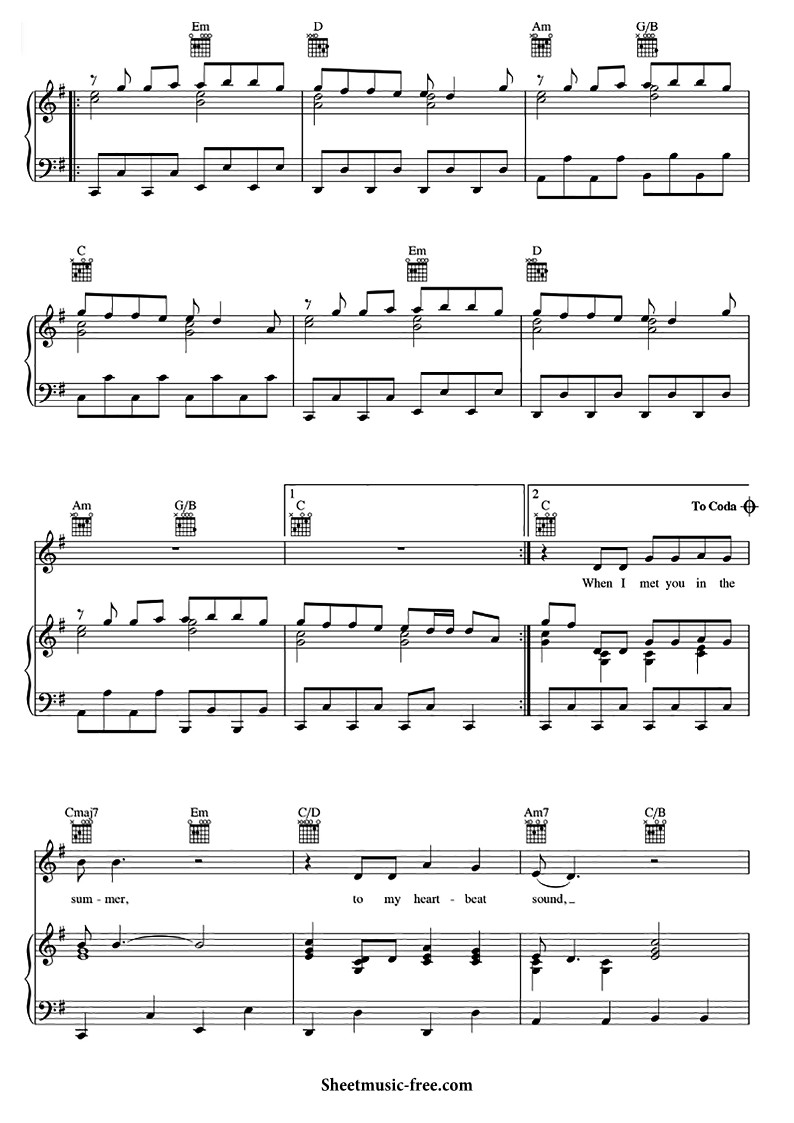 Em D Am G/B
C Em D
Am G/B 1 C 2 C To Coda
When I met you in the
Cmaj7 Em C/D Am7 C/B
sum - mer, to my heart - beat sound,_
Sheetmusic-free.com